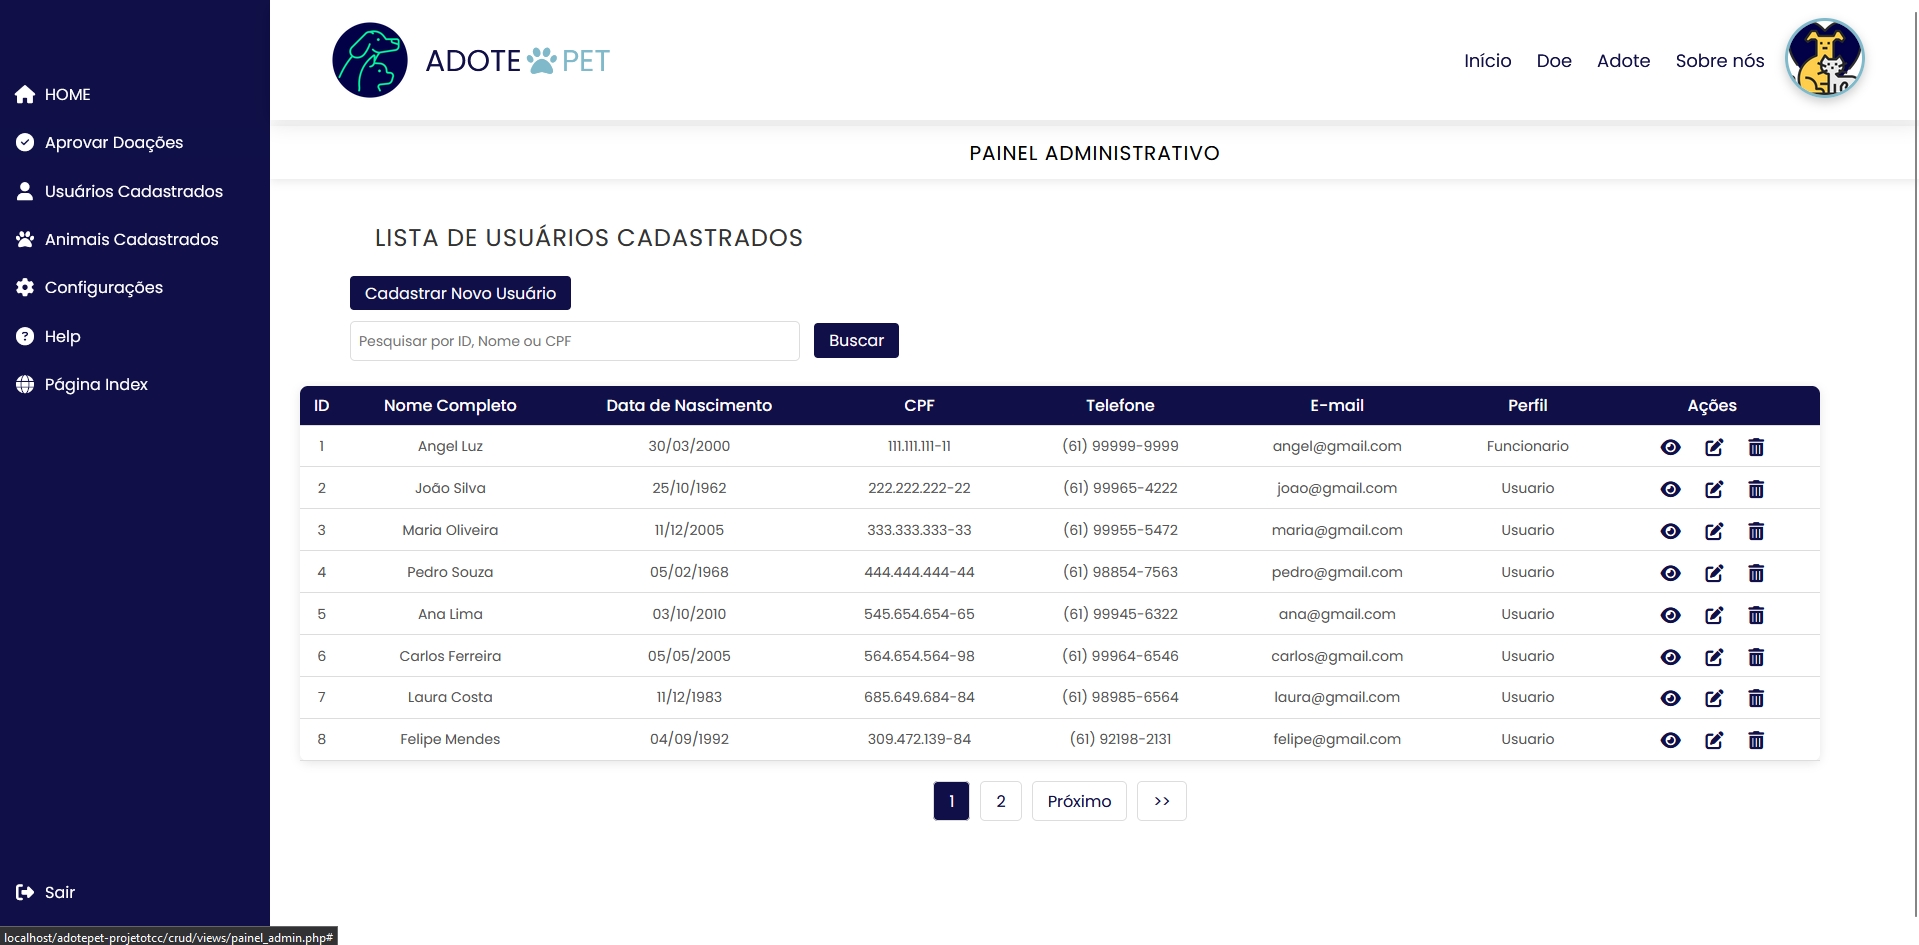 HOME
Aprovar Doações
Usuários Cadastrados
Animais Cadastrados
Configurações
Help
Página Index
Sair
ADOTE PET
Início Doe Adote Sobre nós
PAINEL ADMINISTRATIVO
LISTA DE USUÁRIOS CADASTRADOS
Cadastrar Novo Usuário
Pesquisar por ID, Nome ou CPF Buscar
ID Nome Completo Data de Nascimento CPF Telefone E-mail Perfil Ações
1 Angel Luz 30/03/2000 111.111.111-11 (61) 99999-9999 angel@gmail.com Funcionario
2 João Silva 25/10/1962 222.222.222-22 (61) 99965-4222 joao@gmail.com Usuario
3 Maria Oliveira 11/12/2005 333.333.333-33 (61) 99955-5472 maria@gmail.com Usuario
4 Pedro Souza 05/02/1968 444.444.444-44 (61) 98854-7563 pedro@gmail.com Usuario
5 Ana Lima 03/10/2010 545.654.654-65 (61) 99945-6322 ana@gmail.com Usuario
6 Carlos Ferreira 05/05/2005 564.654.564-98 (61) 99964-6546 carlos@gmail.com Usuario
7 Laura Costa 11/12/1983 685.649.684-84 (61) 98985-6564 laura@gmail.com Usuario
8 Felipe Mendes 04/09/1992 309.472.139-84 (61) 92198-2131 felipe@gmail.com Usuario
1 2 Próximo >>
localhost/adotepet-projetotcc/crud/views/painel_admin.php#